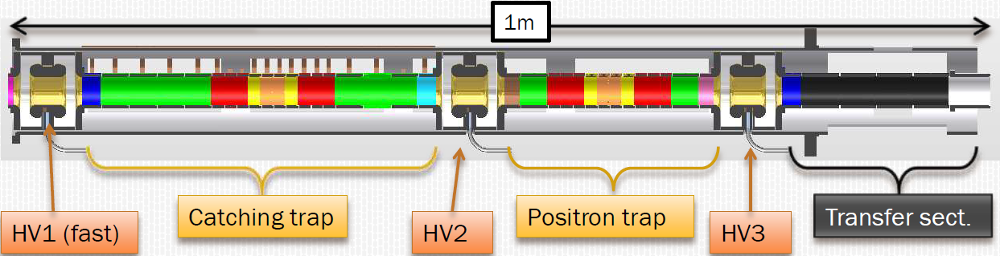 1m
HV1 (fast)
Catching trap
HV2
Positron trap
HV3
Transfer sect.